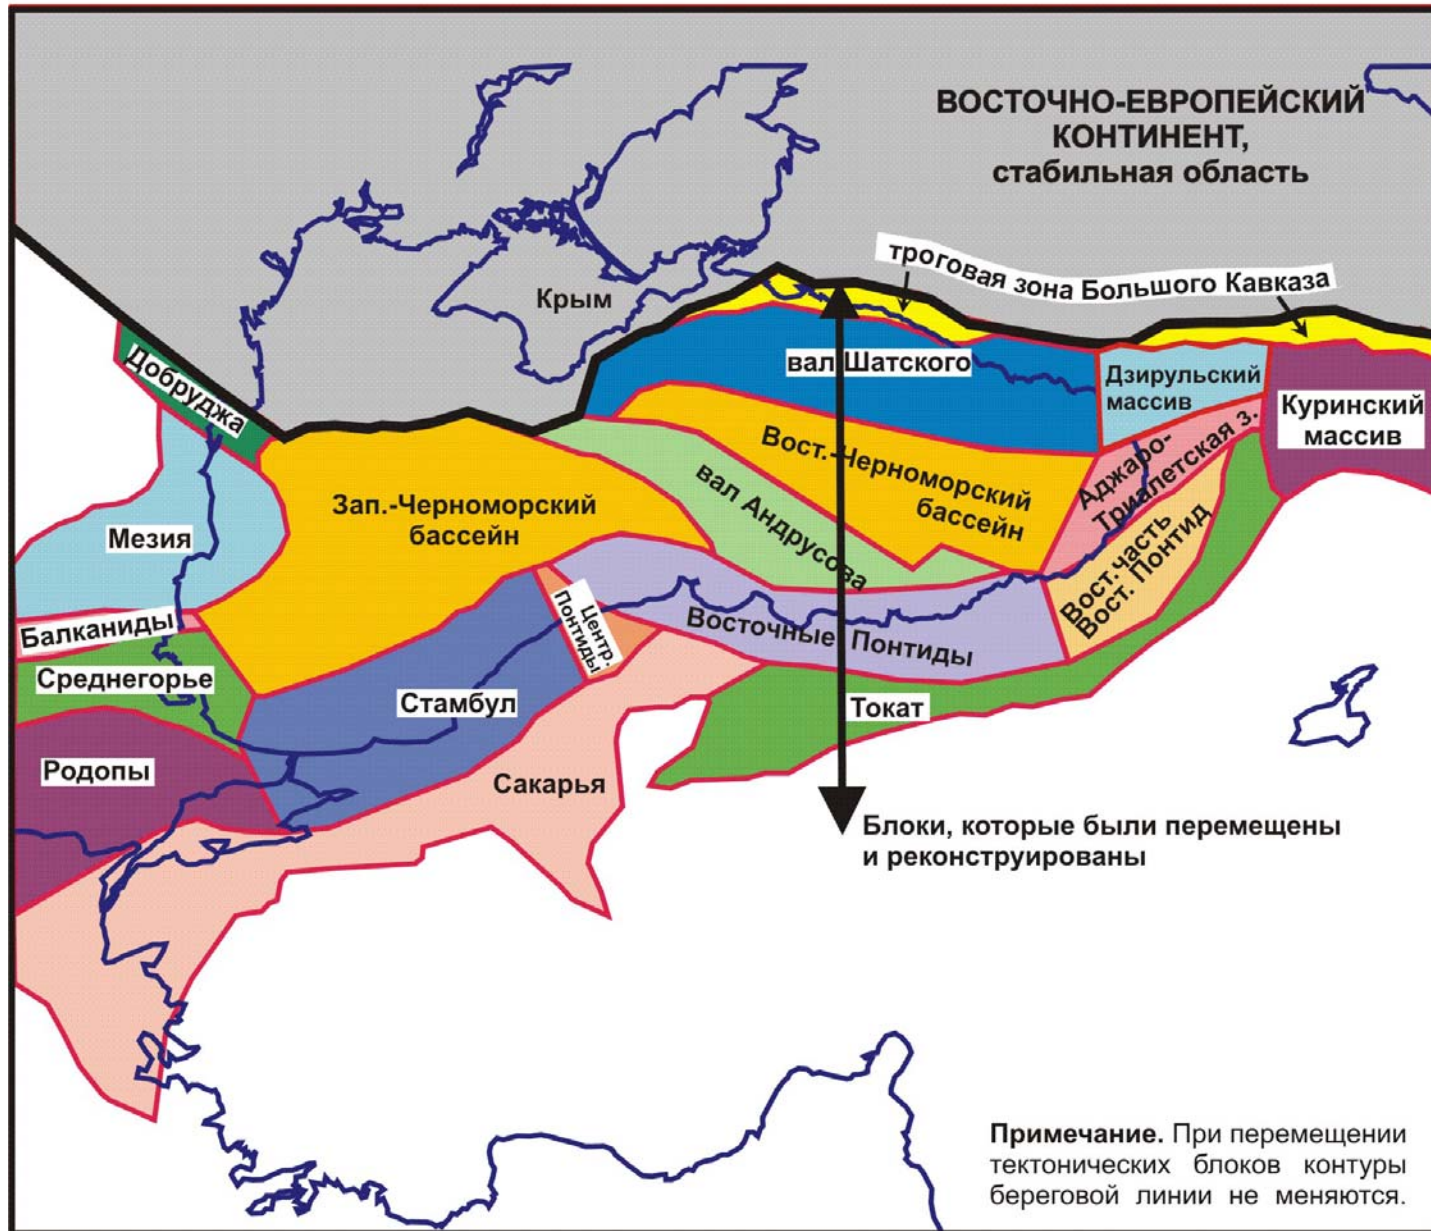 ВОСТОЧНО-ЕВРОПЕЙСКИЙ
КОНТИНЕНТ,
стабильная область
троговая зона Большого Кавказа
Крым
Добруджа
вал Шатского
Дзирульский
массив
Куринский
массив
Вост.-Черноморский
бассейн
Аджаро-
Триалетская з.
вал Андрусова
Зап.-Черноморский
бассейн
Мезия
Вост. часть
Вост. Понтид
Балканиды
Центр.
Понтиды
Восточные Понтиды
Среднегорье
Стамбул
Токат
Родопы
Сакарья
Блоки, которые были перемещены
и реконструированы
Примечание. При перемещении
тектонических блоков контуры
береговой линии не меняются.